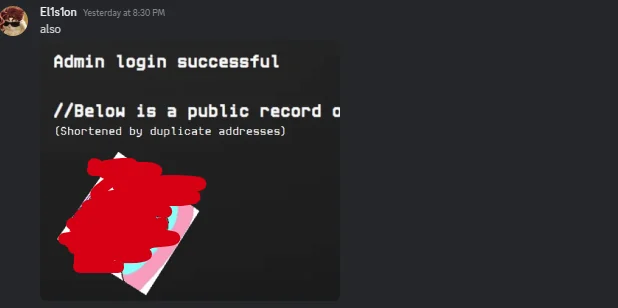 El1s1on Yesterday at 8:30 PM
also
Admin login successful
//Below is a public record o
(Shortened by duplicate addresses)